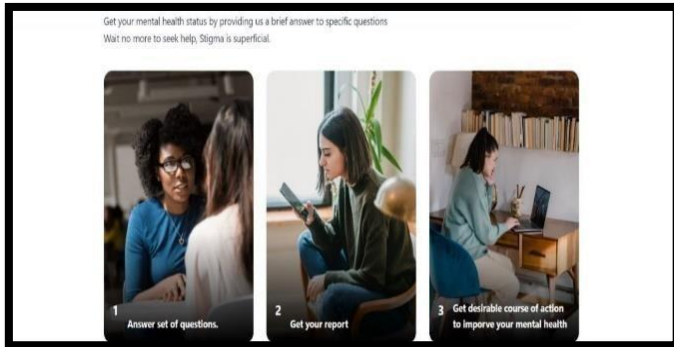 Get your mental health status by providing us a brief answer to specific questions
Wait no more to seek help, Stigma is superficial.
1
Answer set of questions.
2
Get your report
3
Get desirable course of action
to imporve your mental health